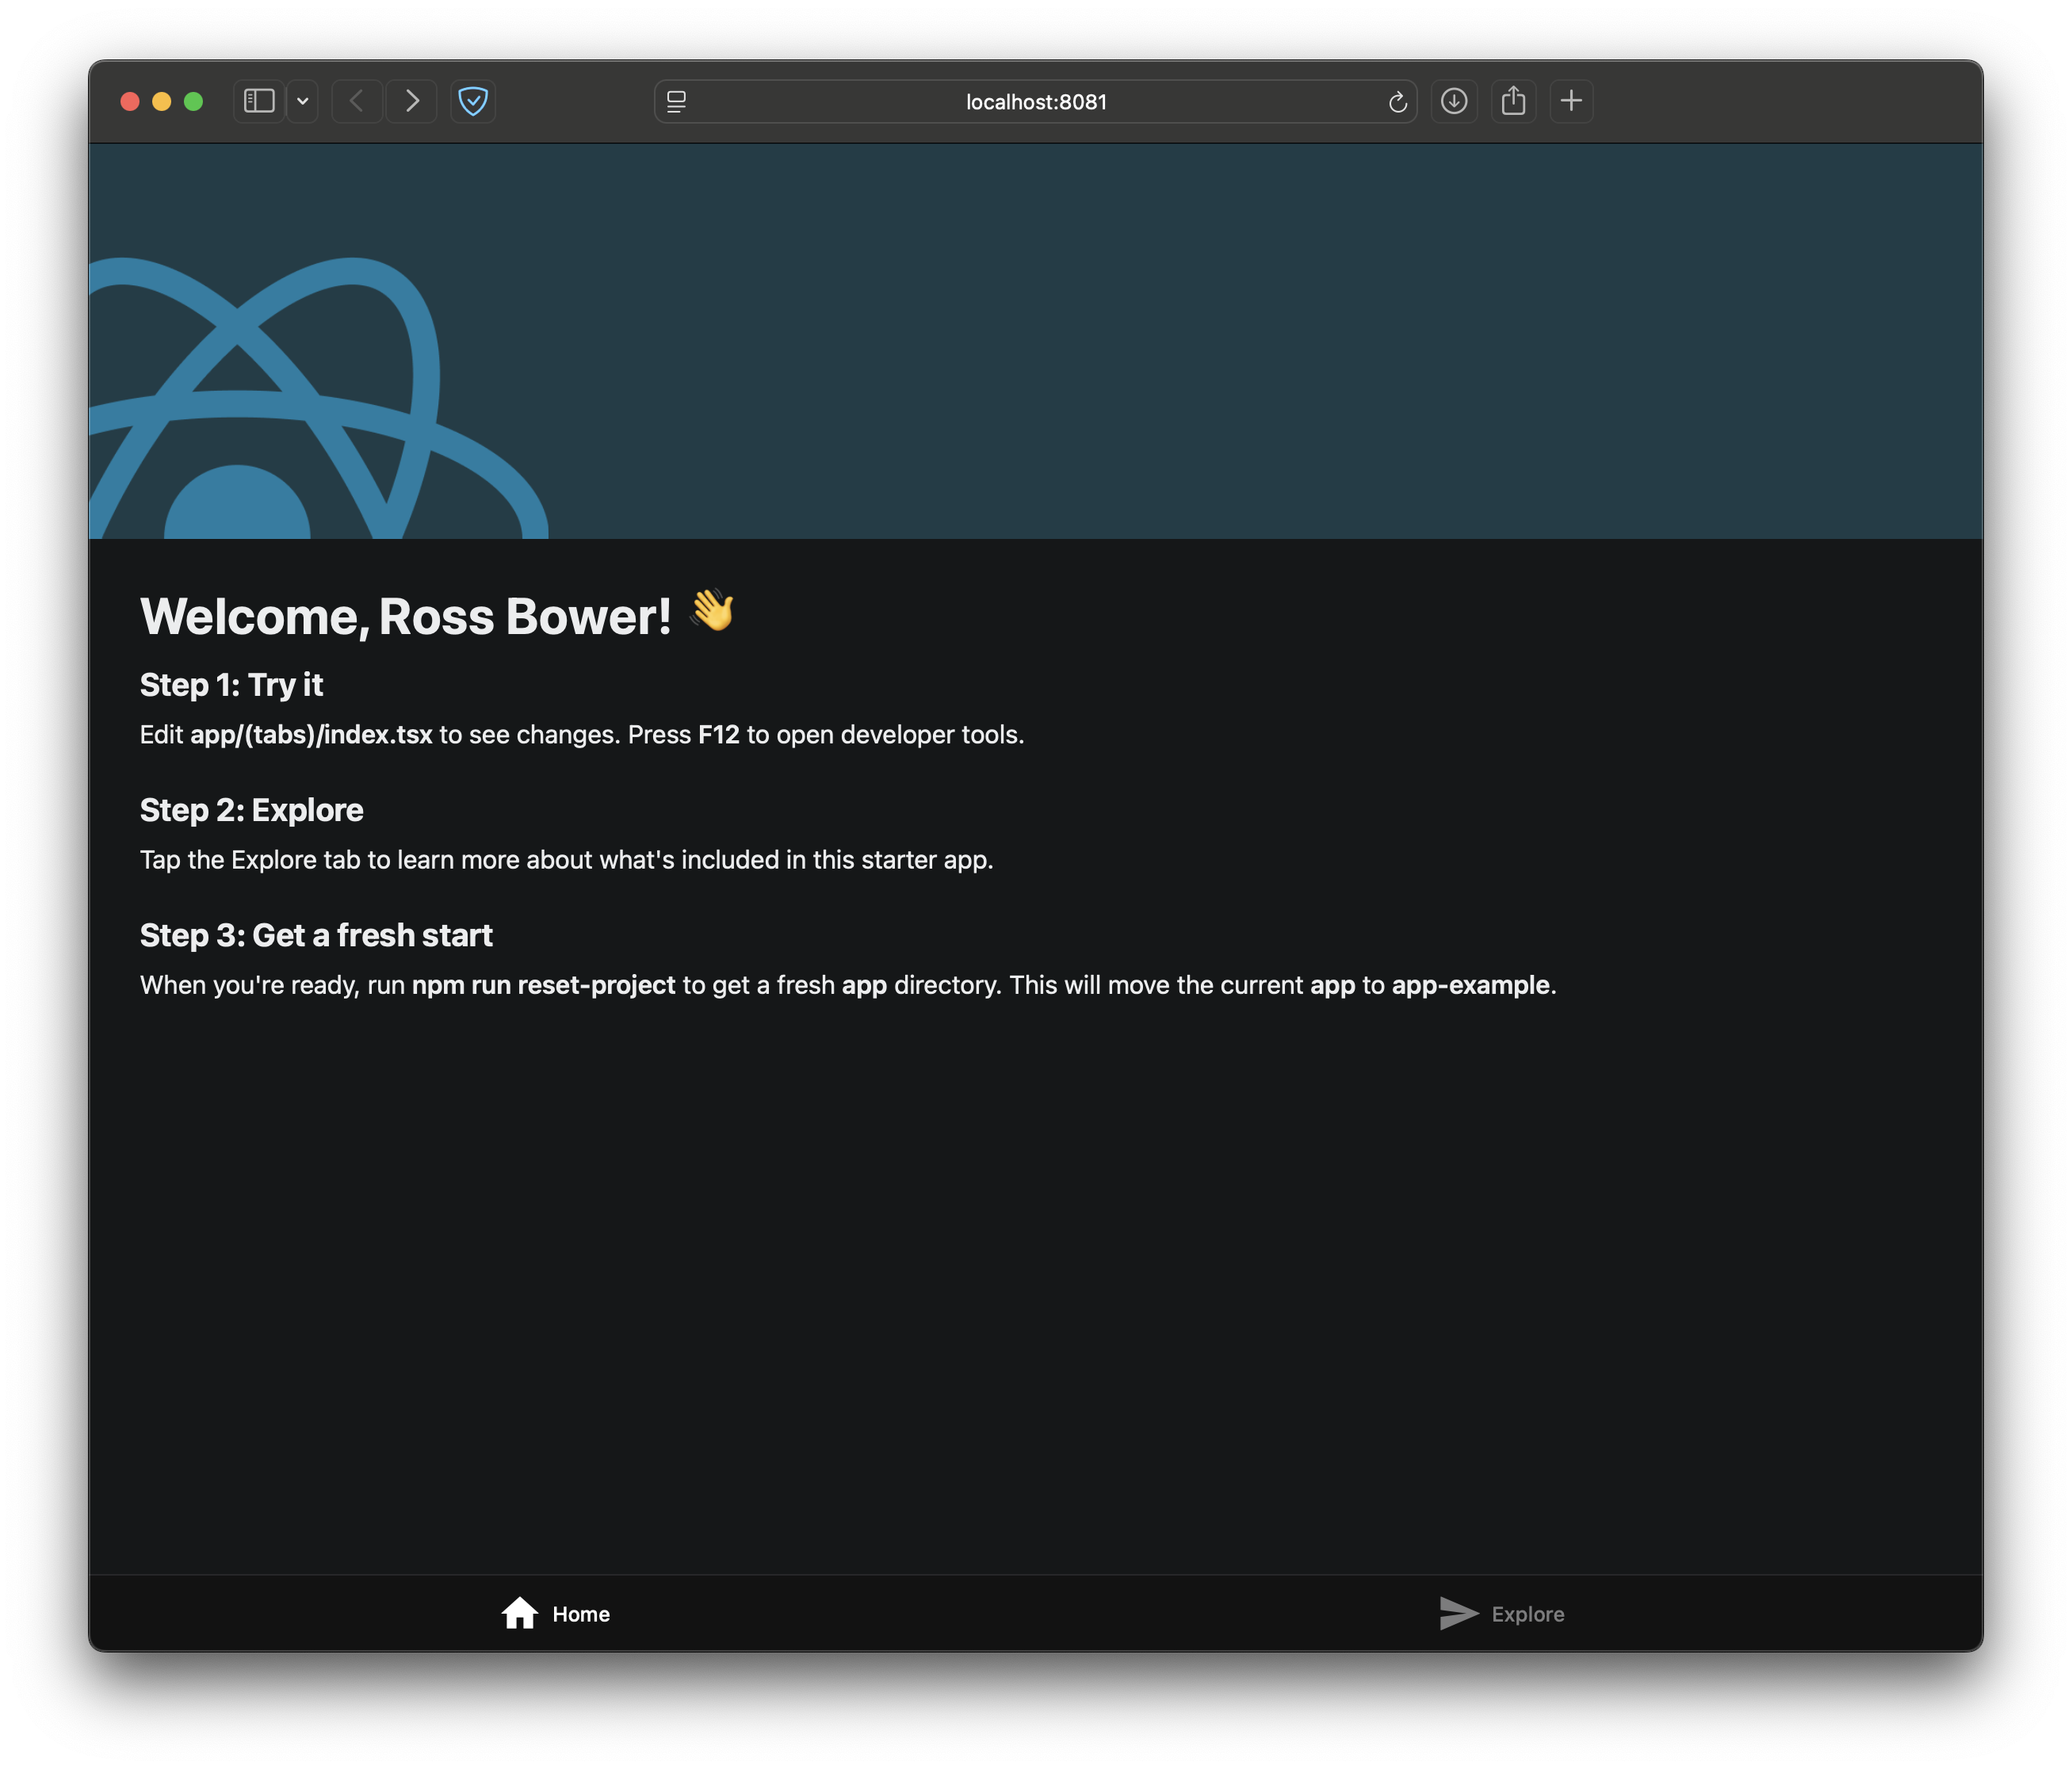 localhost:8081
Welcome, Ross Bower! 👋
Step 1: Try it
Edit app/(tabs)/index.tsx to see changes. Press F12 to open developer tools.
Step 2: Explore
Tap the Explore tab to learn more about what's included in this starter app.
Step 3: Get a fresh start
When you're ready, run npm run reset-project to get a fresh app directory. This will move the current app to app-example.
Home
Explore